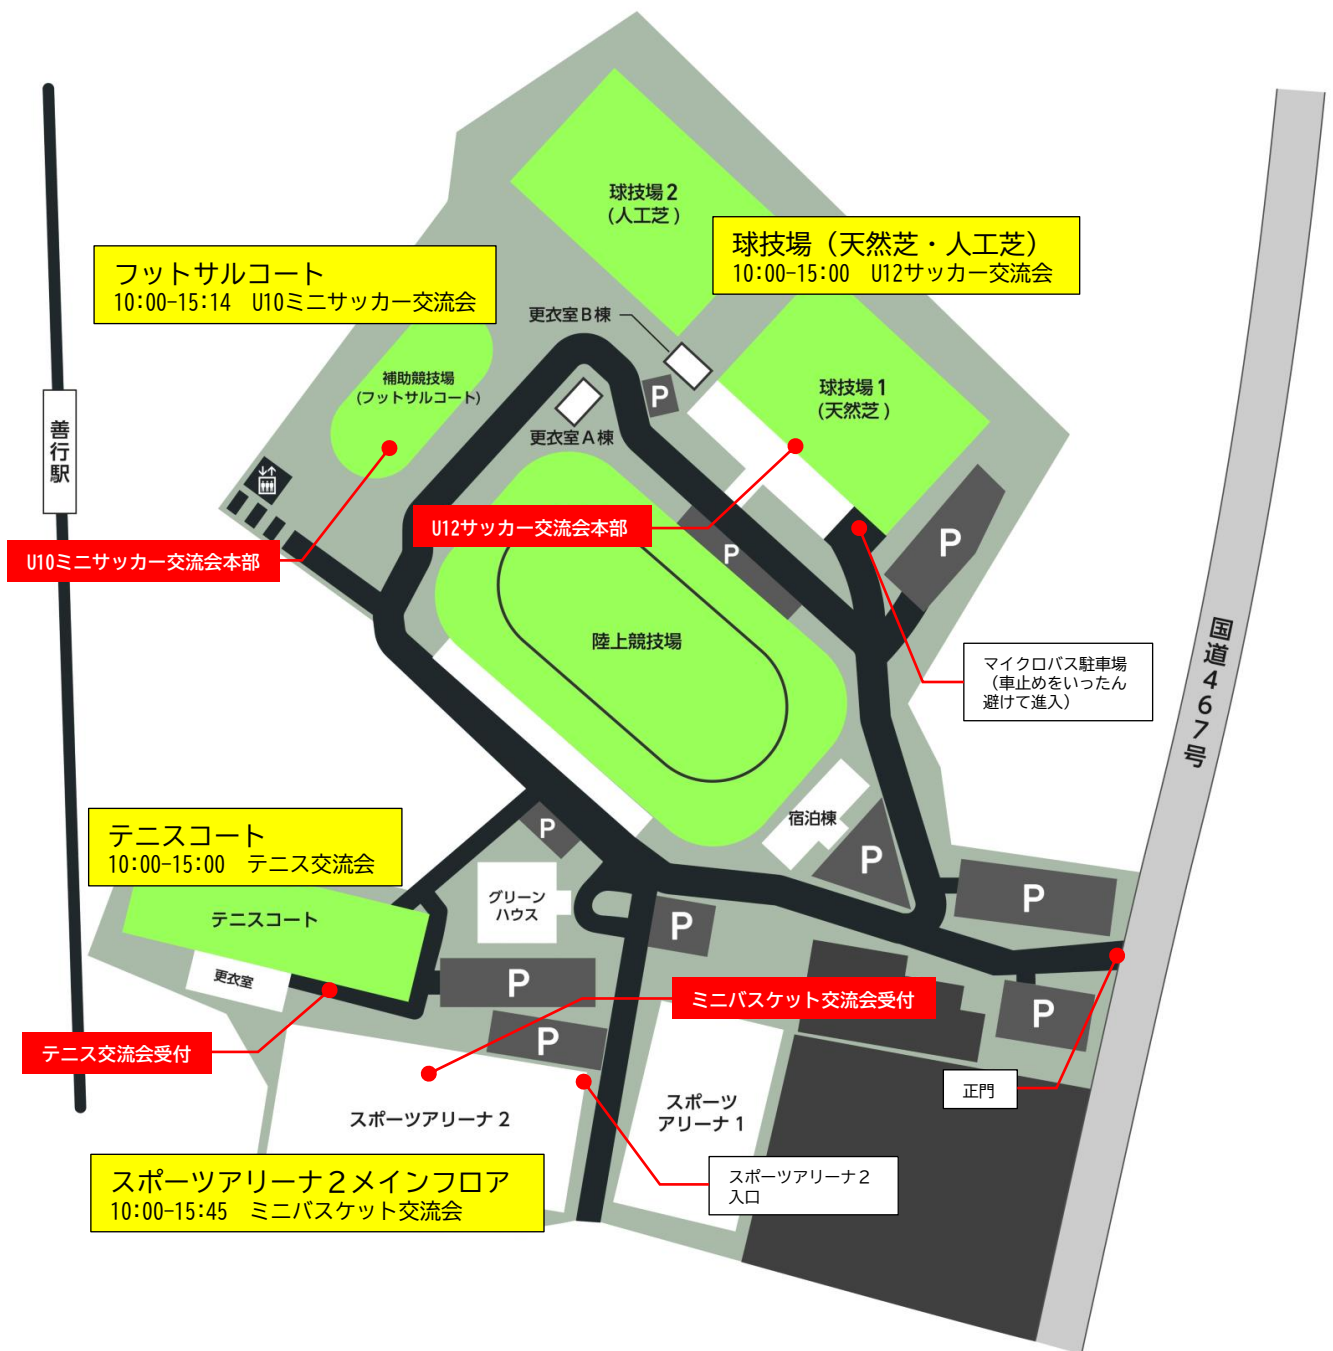 球技場2
(人工芝)
球技場（天然芝・人工芝）
10:00-15:00　U12サッカー交流会
フットサルコート
10:00-15:14　U10ミニサッカー交流会
更衣室B棟
補助競技場
(フットサルコート)
P
球技場1
(天然芝)
善行駅
更衣室A棟
U12サッカー交流会本部
P
P
U10ミニサッカー交流会本部
陸上競技場
国道467号
マイクロバス駐車場
（車止めをいったん
避けて進入）
テニスコート
10:00-15:00　テニス交流会
P
宿泊棟
P
グリーン
ハウス
P
テニスコート
P
更衣室
P
ミニバスケット交流会受付
P
テニス交流会受付
P
正門
スポーツアリーナ2
スポーツ
アリーナ1
スポーツアリーナ２メインフロア
10:00-15:45　ミニバスケット交流会
スポーツアリーナ２
入口